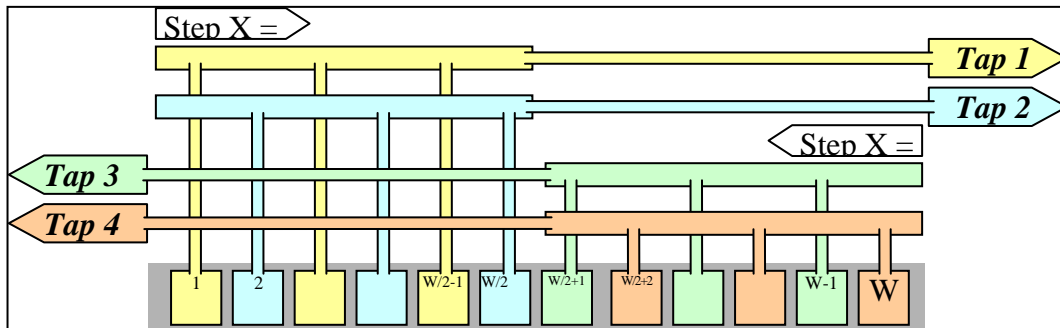 Step X =
Tap 1
Tap 2
Step X =
Tap 3
Tap 4
1 2 W/2-1 W/2 W/2+1 W/2+2 W-1 W